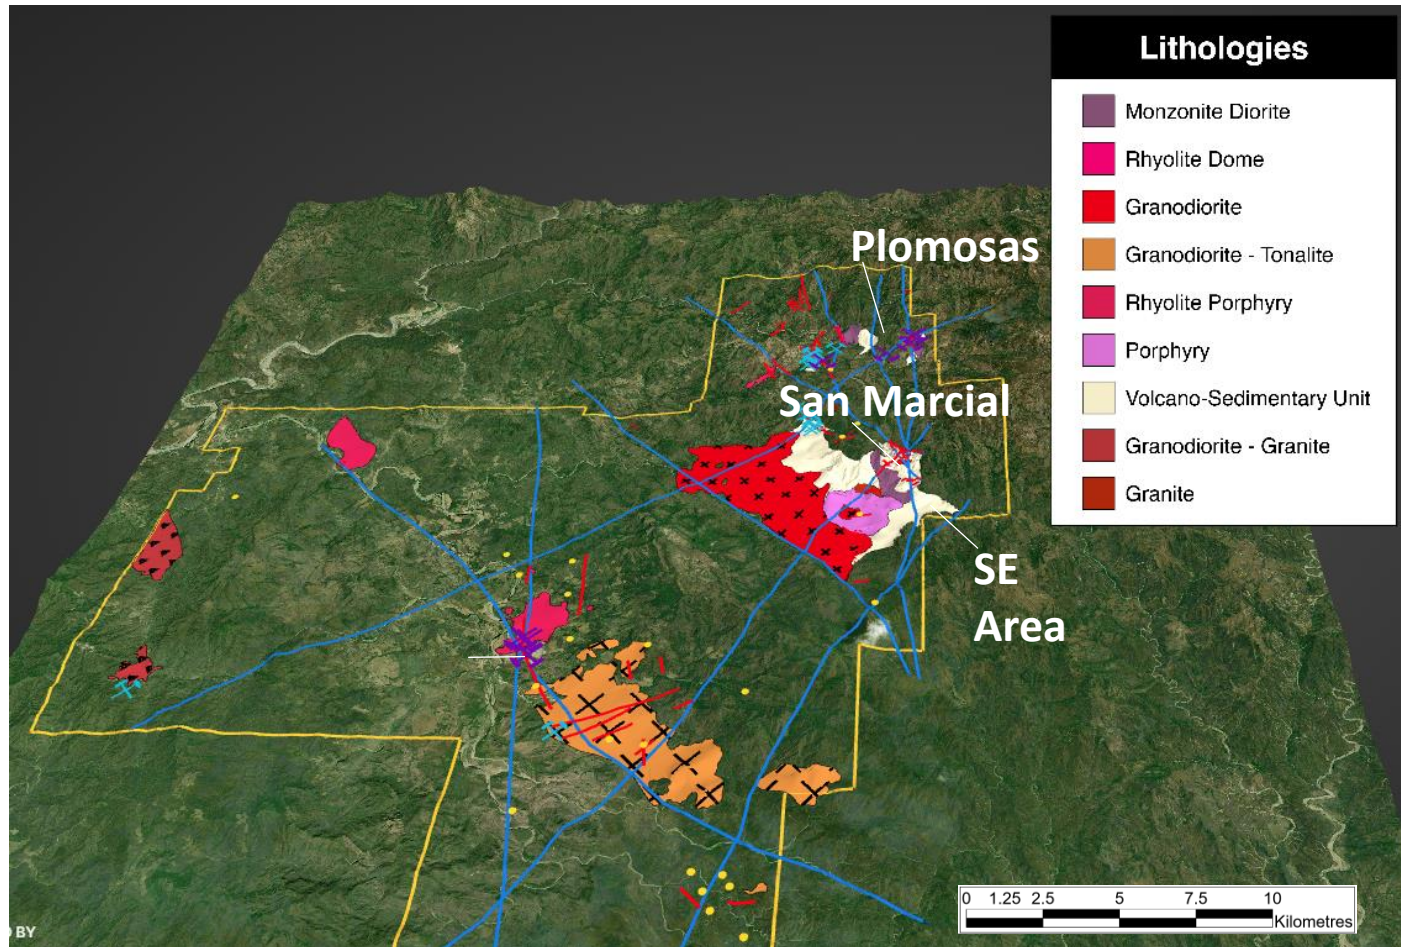 Lithologies
Monzonite Diorite
Rhyolite Dome
Granodiorite
Granodiorite - Tonalite
Rhyolite Porphyry
Porphyry
Volcano-Sedimentary Unit
Granodiorite - Granite
Granite
Plomosas
San Marcial
SE
Area
0 1.25 2.5 5 7.5 10
Kilometres
BY